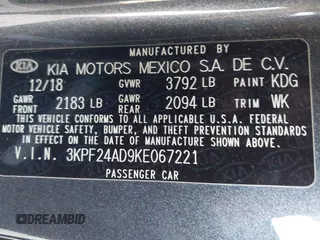 MANUFACTURED BY
KIA KIA MOTORS MEXICO S.A. DE C.V.
12/18 GVWR 3792 LB PAINT KDG
GAWR FRONT 2183 LB GAWR REAR 2094 LB TRIM WK
THIS VEHICLE CONFORMS TO ALL APPLICABLE U.S.A. FEDERAL
MOTOR VEHICLE SAFETY, BUMPER, AND THEFT PREVENTION STANDARDS
IN EFFECT ON THE DATE OF MANUFACTURE SHOWN ABOVE.
V.I.N. 3KPF24AD9KE067221
PASSENGER CAR
DREAMBID